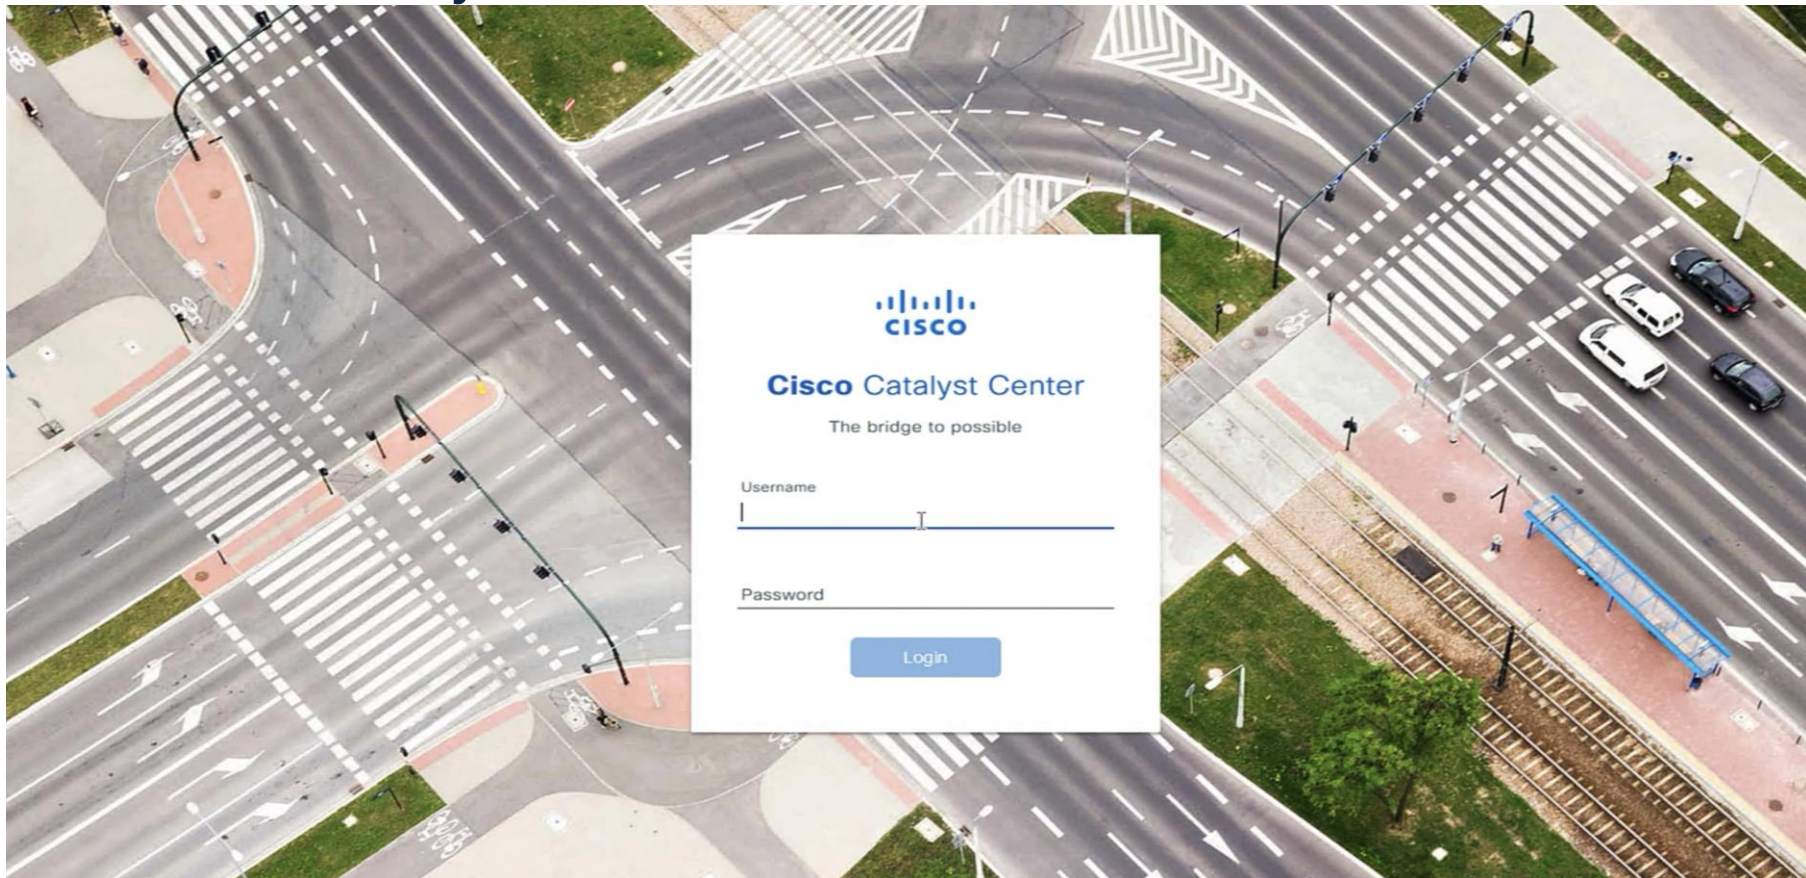 CISCO
Cisco Catalyst Center
The bridge to possible
Username
Password
Login